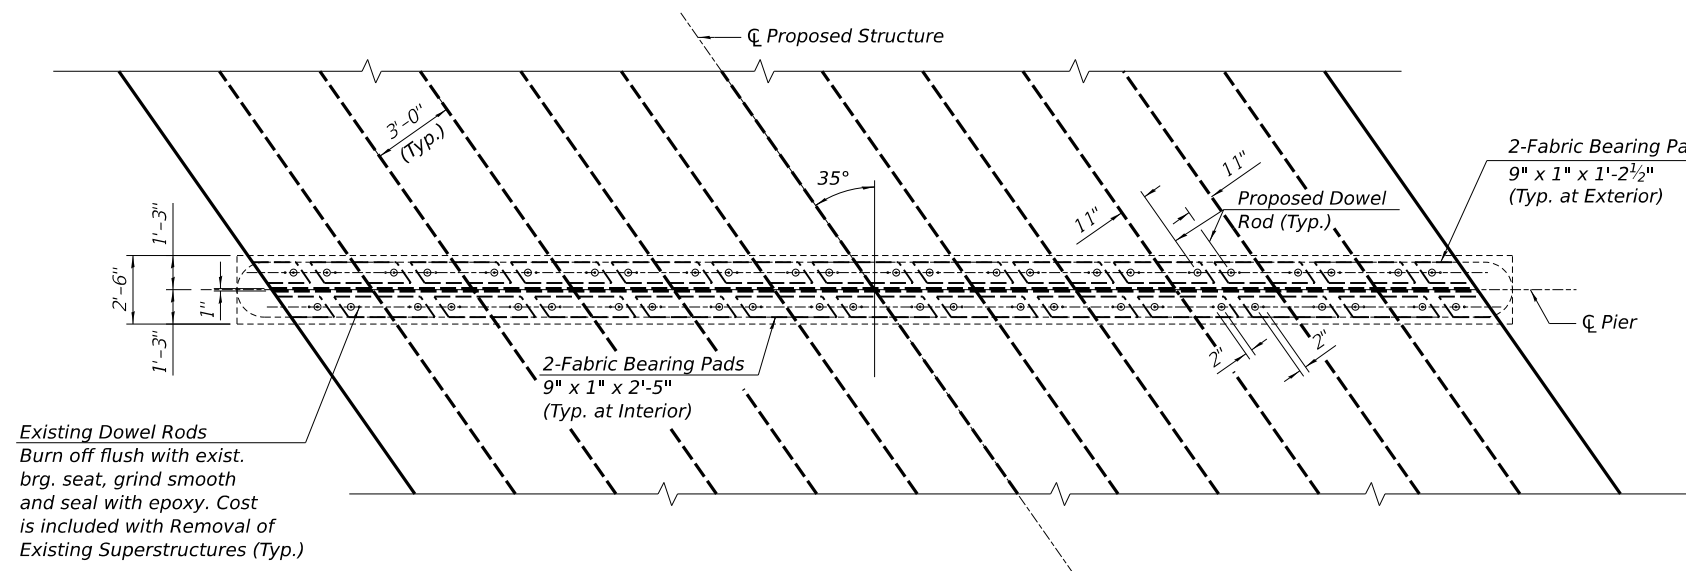 ℄ Proposed Structure
3'-0"
(Typ.)
35°
11"
11"
Proposed Dowel
Rod (Typ.)
2-Fabric Bearing Pa
9" x 1" x 1'-2½"
(Typ. at Exterior)
1'-3"
2'-6"
1"
1'-3"
℄ Pier
2"
2"
2-Fabric Bearing Pads
9" x 1" x 2'-5"
(Typ. at Interior)
Existing Dowel Rods
Burn off flush with exist.
brg. seat, grind smooth
and seal with epoxy. Cost
is included with Removal of
Existing Superstructures (Typ.)